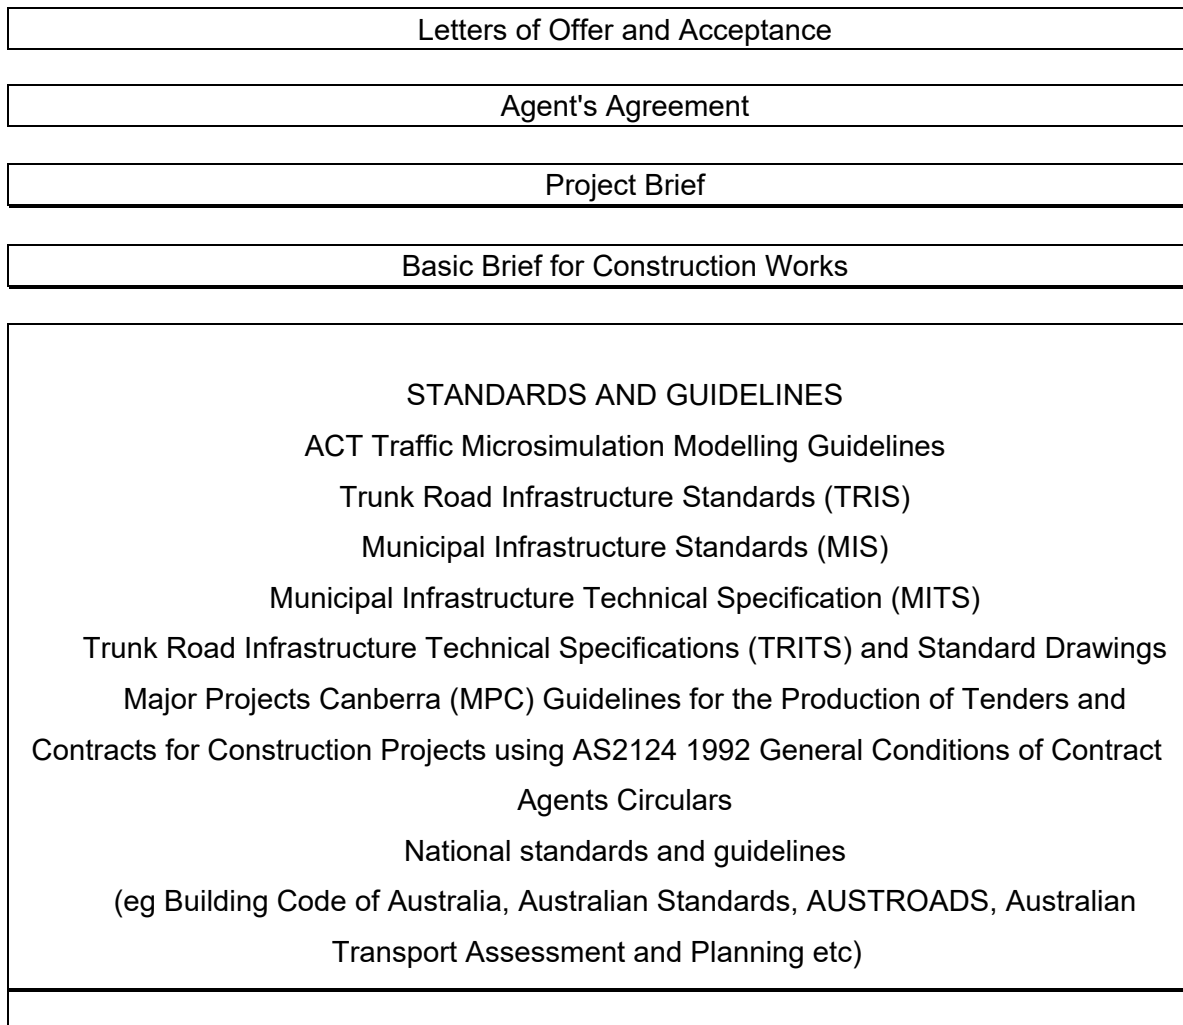 Letters of Offer and Acceptance
Agent's Agreement
Project Brief
Basic Brief for Construction Works
STANDARDS AND GUIDELINES
ACT Traffic Microsimulation Modelling Guidelines
Trunk Road Infrastructure Standards (TRIS)
Municipal Infrastructure Standards (MIS)
Municipal Infrastructure Technical Specification (MITS)
Trunk Road Infrastructure Technical Specifications (TRITS) and Standard Drawings
Major Projects Canberra (MPC) Guidelines for the Production of Tenders and
Contracts for Construction Projects using AS2124 1992 General Conditions of Contract
Agents Circulars
National standards and guidelines
(eg Building Code of Australia, Australian Standards, AUSTROADS, Australian
Transport Assessment and Planning etc)